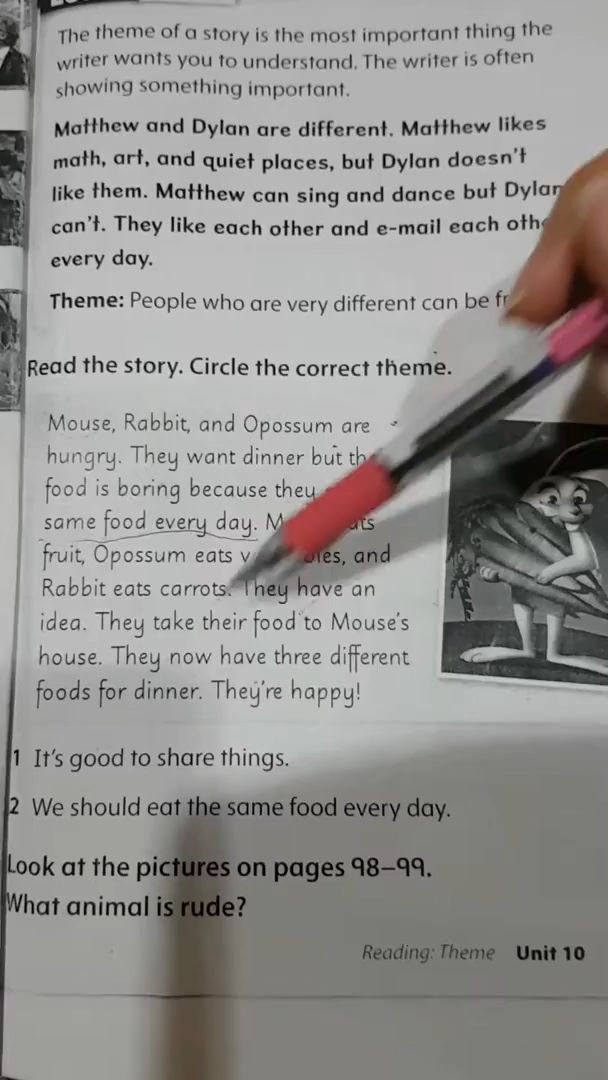 The theme of a story is the most important thing the
writer wants you to understand. The writer is often
showing something important.
Matthew and Dylan are different. Matthew likes
math, art, and quiet places, but Dylan doesn't
like them. Matthew can sing and dance but Dylan
can't. They like each other and e-mail each
every day.
Theme: People who are very different can be
Read the story. Circle the correct theme.
Mouse, Rabbit, and Opossum are
hungry. They want dinner but
food is boring because they
same food every day.
fruit, Opossum eats and
Rabbit eats carrots. They have an
idea. They take their food to Mouse's
house. They now have three different
foods for dinner. They're happy!
1 It's good to share things.
2 We should eat the same food every day.
Look at the pictures on pages 98–99.
What animal is rude?
Reading: Theme Unit 10